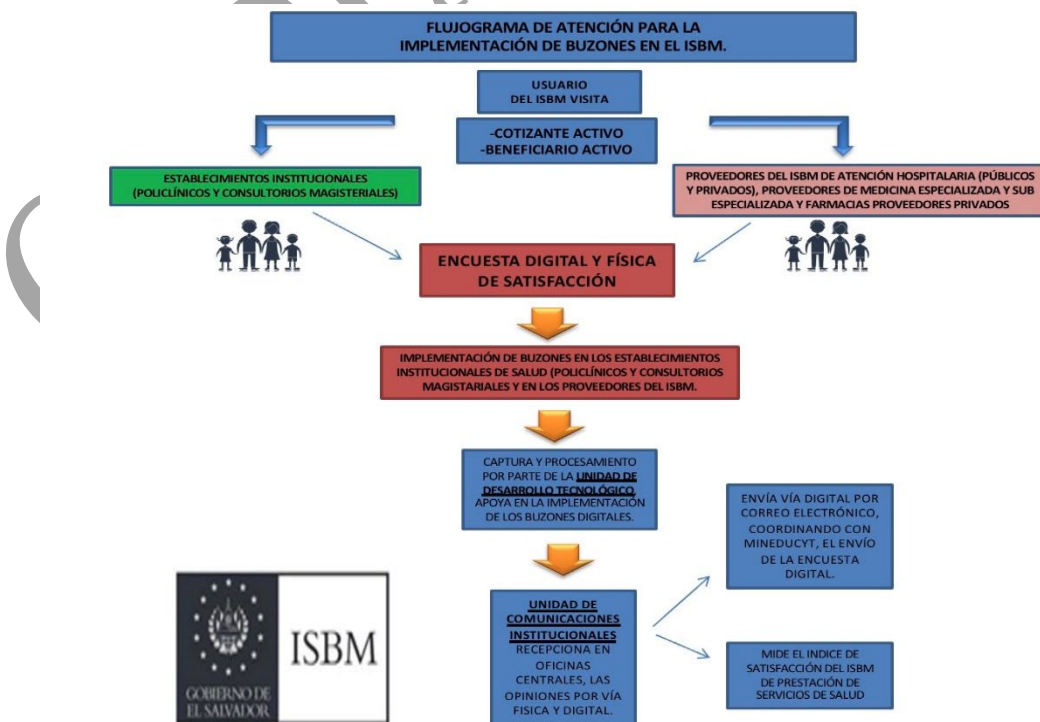 FLUJOGRAMA DE ATENCIÓN PARA LA
IMPLEMENTACIÓN DE BUZONES EN EL ISBM.
USUARIO
DEL ISBM VISITA
-COTIZANTE ACTIVO
-BENEFICIARIO ACTIVO
ESTABLECIMIENTOS INSTITUCIONALES
(POLICLÍNICOS Y CONSULTORIOS MAGISTERIALES)
PROVEEDORES DEL ISBM DE ATENCIÓN HOSPITALARIA (PÚBLICOS
Y PRIVADOS), PROVEEDORES DE MEDICINA ESPECIALIZADA Y SUB
ESPECIALIZADA Y FARMACIAS PROVEEDORES PRIVADOS
ENCUESTA DIGITAL Y FÍSICA
DE SATISFACCIÓN
IMPLEMENTACIÓN DE BUZONES EN LOS ESTABLECIMIENTOS
INSTITUCIONALES DE SALUD (POLICLÍNICOS Y CONSULTORIOS
MAGISTARIALES Y EN LOS PROVEEDORES DEL ISBM.
CAPTURA Y PROCESAMIENTO
POR PARTE DE LA UNIDAD DE
DESARROLLO TECNOLÓGICO,
APOYA EN LA IMPLEMENTACIÓN
DE LOS BUZONES DIGITALES.
UNIDAD DE
COMUNICACIONES
INSTITUCIONALES
RECEPCIONA EN
OFICINAS
CENTRALES, LAS
OPINIONES POR VÍA
FISICA Y DIGITAL.
ENVÍA VÍA DIGITAL POR
CORREO ELECTRÓNICO,
COORDINANDO CON
MINEDUCYT, EL ENVÍO
DE LA ENCUESTA
DIGITAL.
MIDE EL INDICE DE
SATISFACCIÓN DEL ISBM
DE PRESTACIÓN DE
SERVICIOS DE SALUD
GOBIERNO DE
EL SALVADOR
ISBM